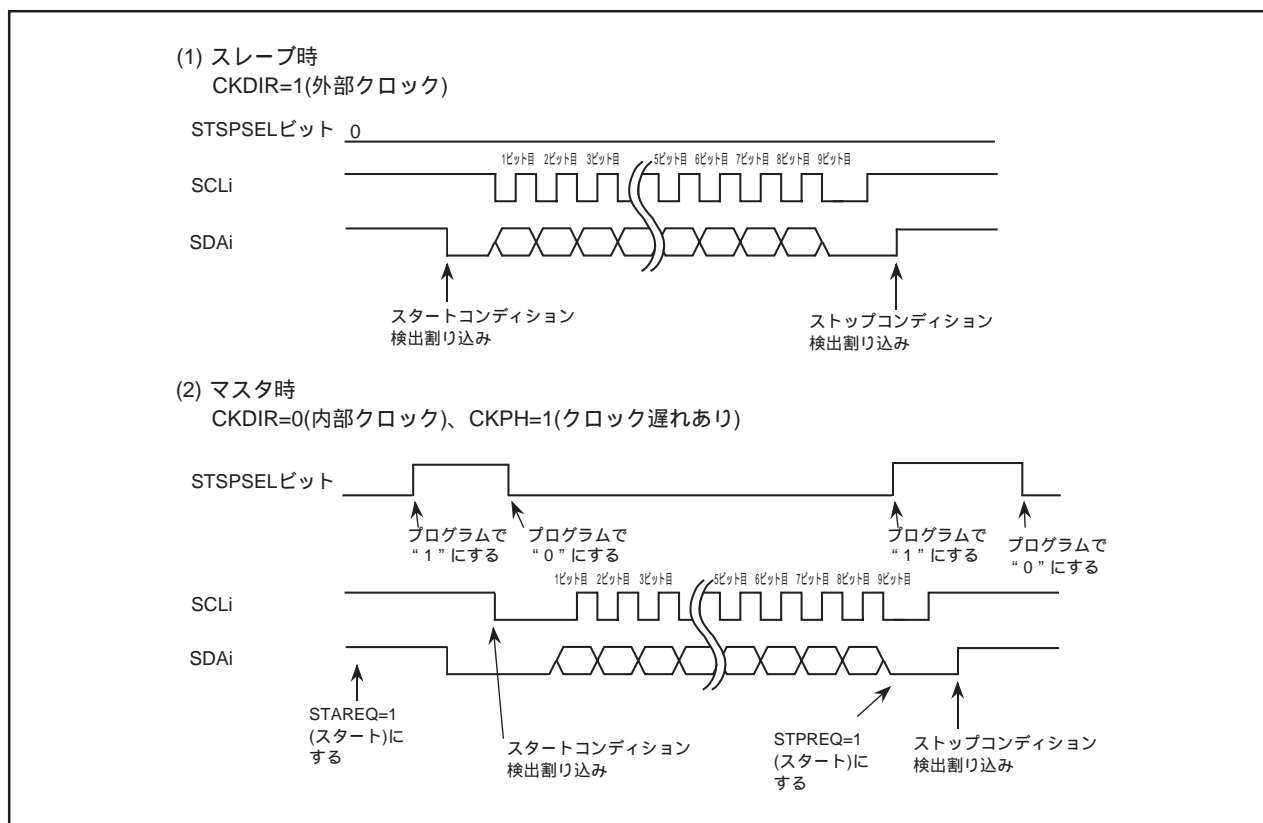 (1) スレーブ時
CKDIR=1(外部クロック)
STSPSELビット 0
1ビット目 2ビット目 3ビット目 5ビット目 6ビット目 7ビット目 8ビット目 9ビット目
SCLi
SDAi
スタートコンディション
検出割り込み
ストップコンディション
検出割り込み
(2) マスタ時
CKDIR=0(内部クロック)、CKPH=1(クロック遅れあり)
STSPSELビット
プログラムで
“1”にする
プログラムで
“0”にする
プログラムで
“1”にする
プログラムで
“0”にする
1ビット目 2ビット目 3ビット目 5ビット目 6ビット目 7ビット目 8ビット目 9ビット目
SCLi
SDAi
STAREQ=1
(スタート)に
する
スタートコンディション
検出割り込み
STPREQ=1
(スタート)に
する
ストップコンディション
検出割り込み